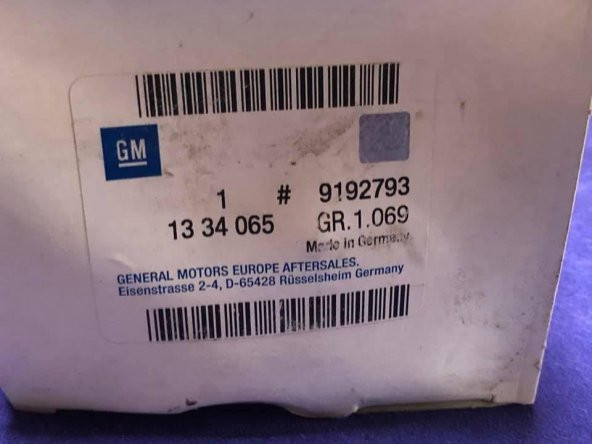 GM
1 # 9192793
13 34 065 GR.1.069
Made in Germany
GENERAL MOTORS EUROPE AFTERSALES.
Eisenstrasse 2-4, D-65428 Rüsselsheim Germany